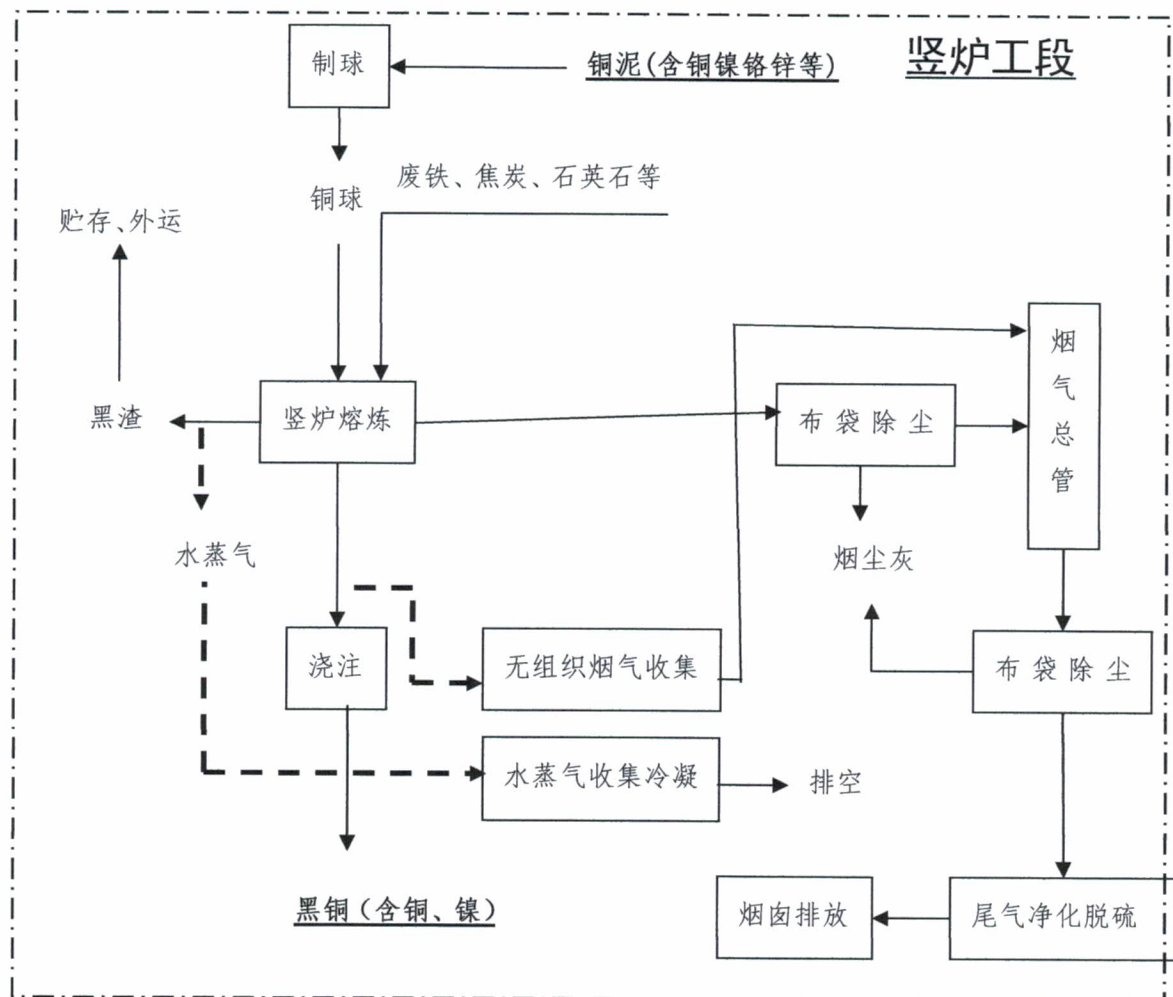 竖炉工段
制球
铜泥(含铜镍铬锌等)
废铁、焦炭、石英石等
铜球
贮存、外运
烟气总管
黑渣
竖炉熔炼
布袋除尘
水蒸气
烟尘灰
浇注
无组织烟气收集
布袋除尘
水蒸气收集冷凝
排空
黑铜(含铜、镍)
烟囱排放
尾气净化脱硫